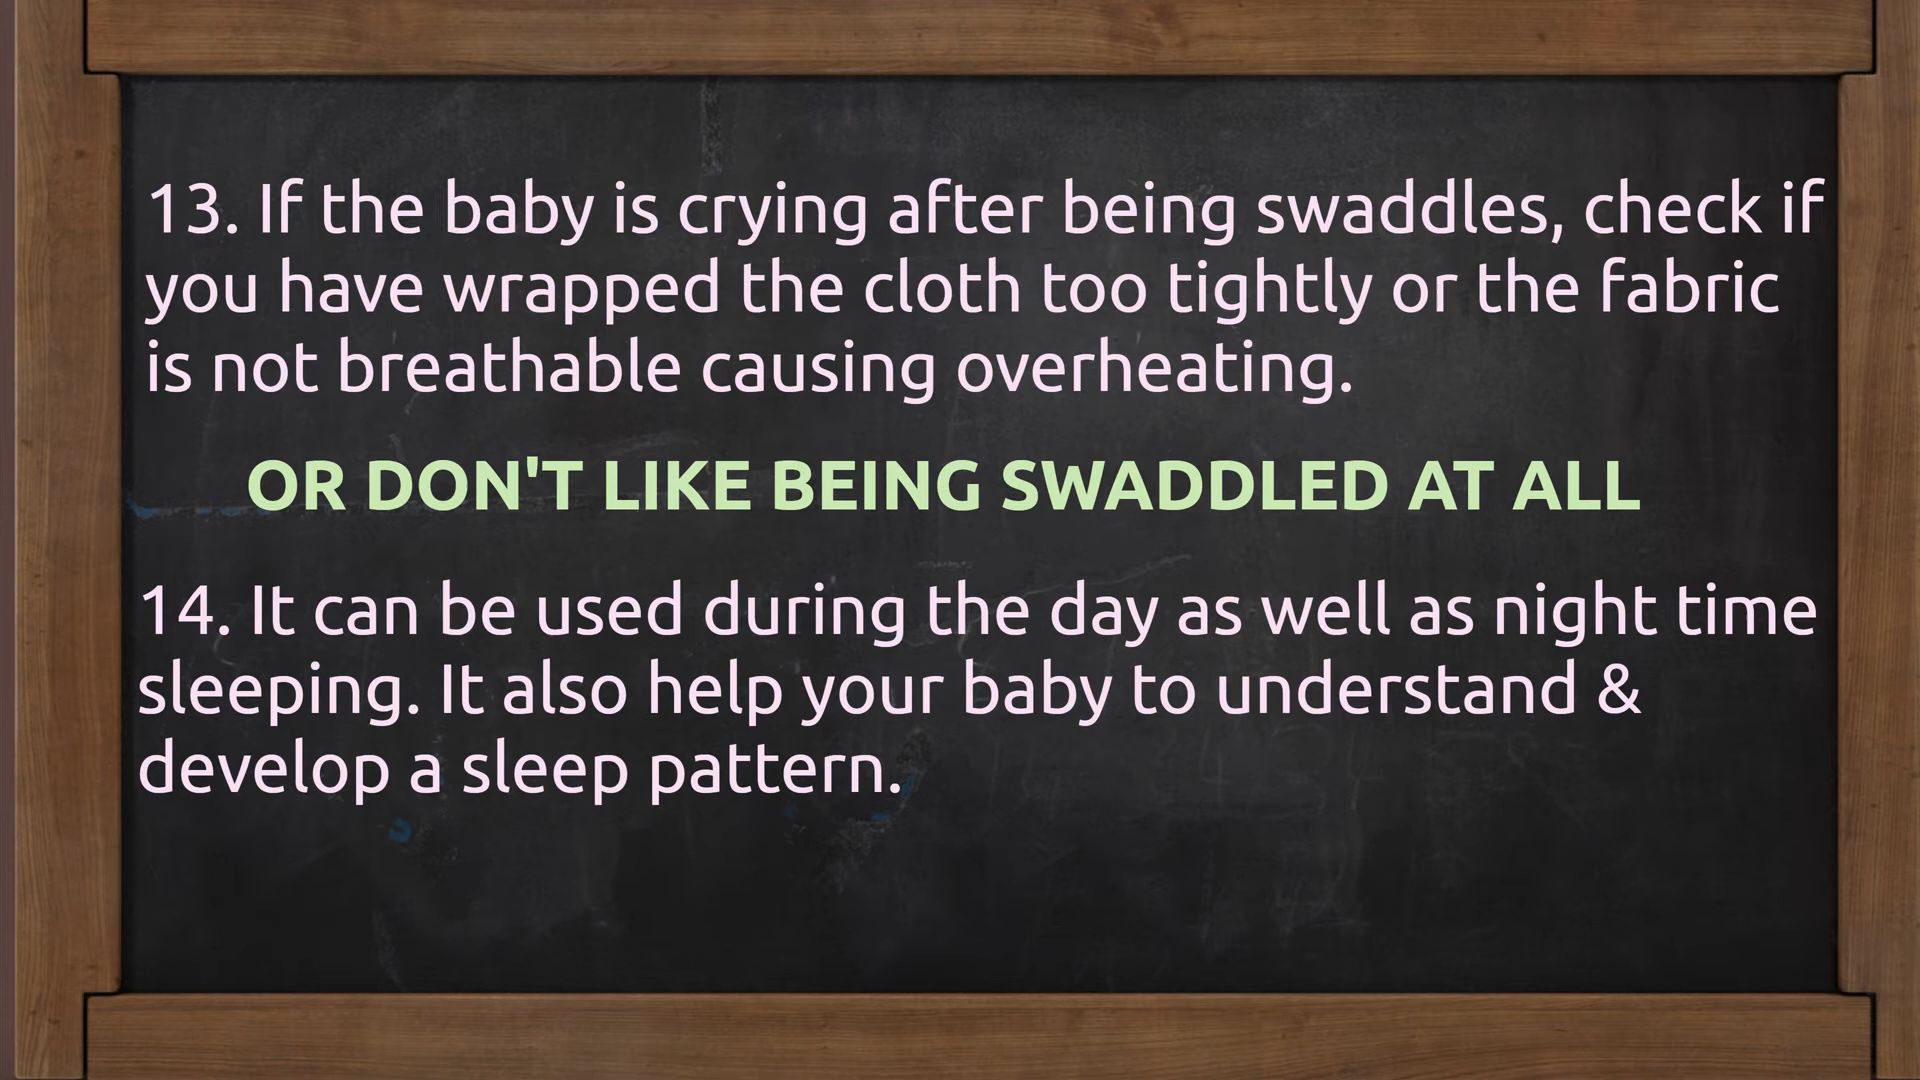 13. If the baby is crying after being swaddles, check if
you have wrapped the cloth too tightly or the fabric
is not breathable causing overheating.
OR DON'T LIKE BEING SWADDLED AT ALL
14. It can be used during the day as well as night time
sleeping. It also help your baby to understand &
develop a sleep pattern.